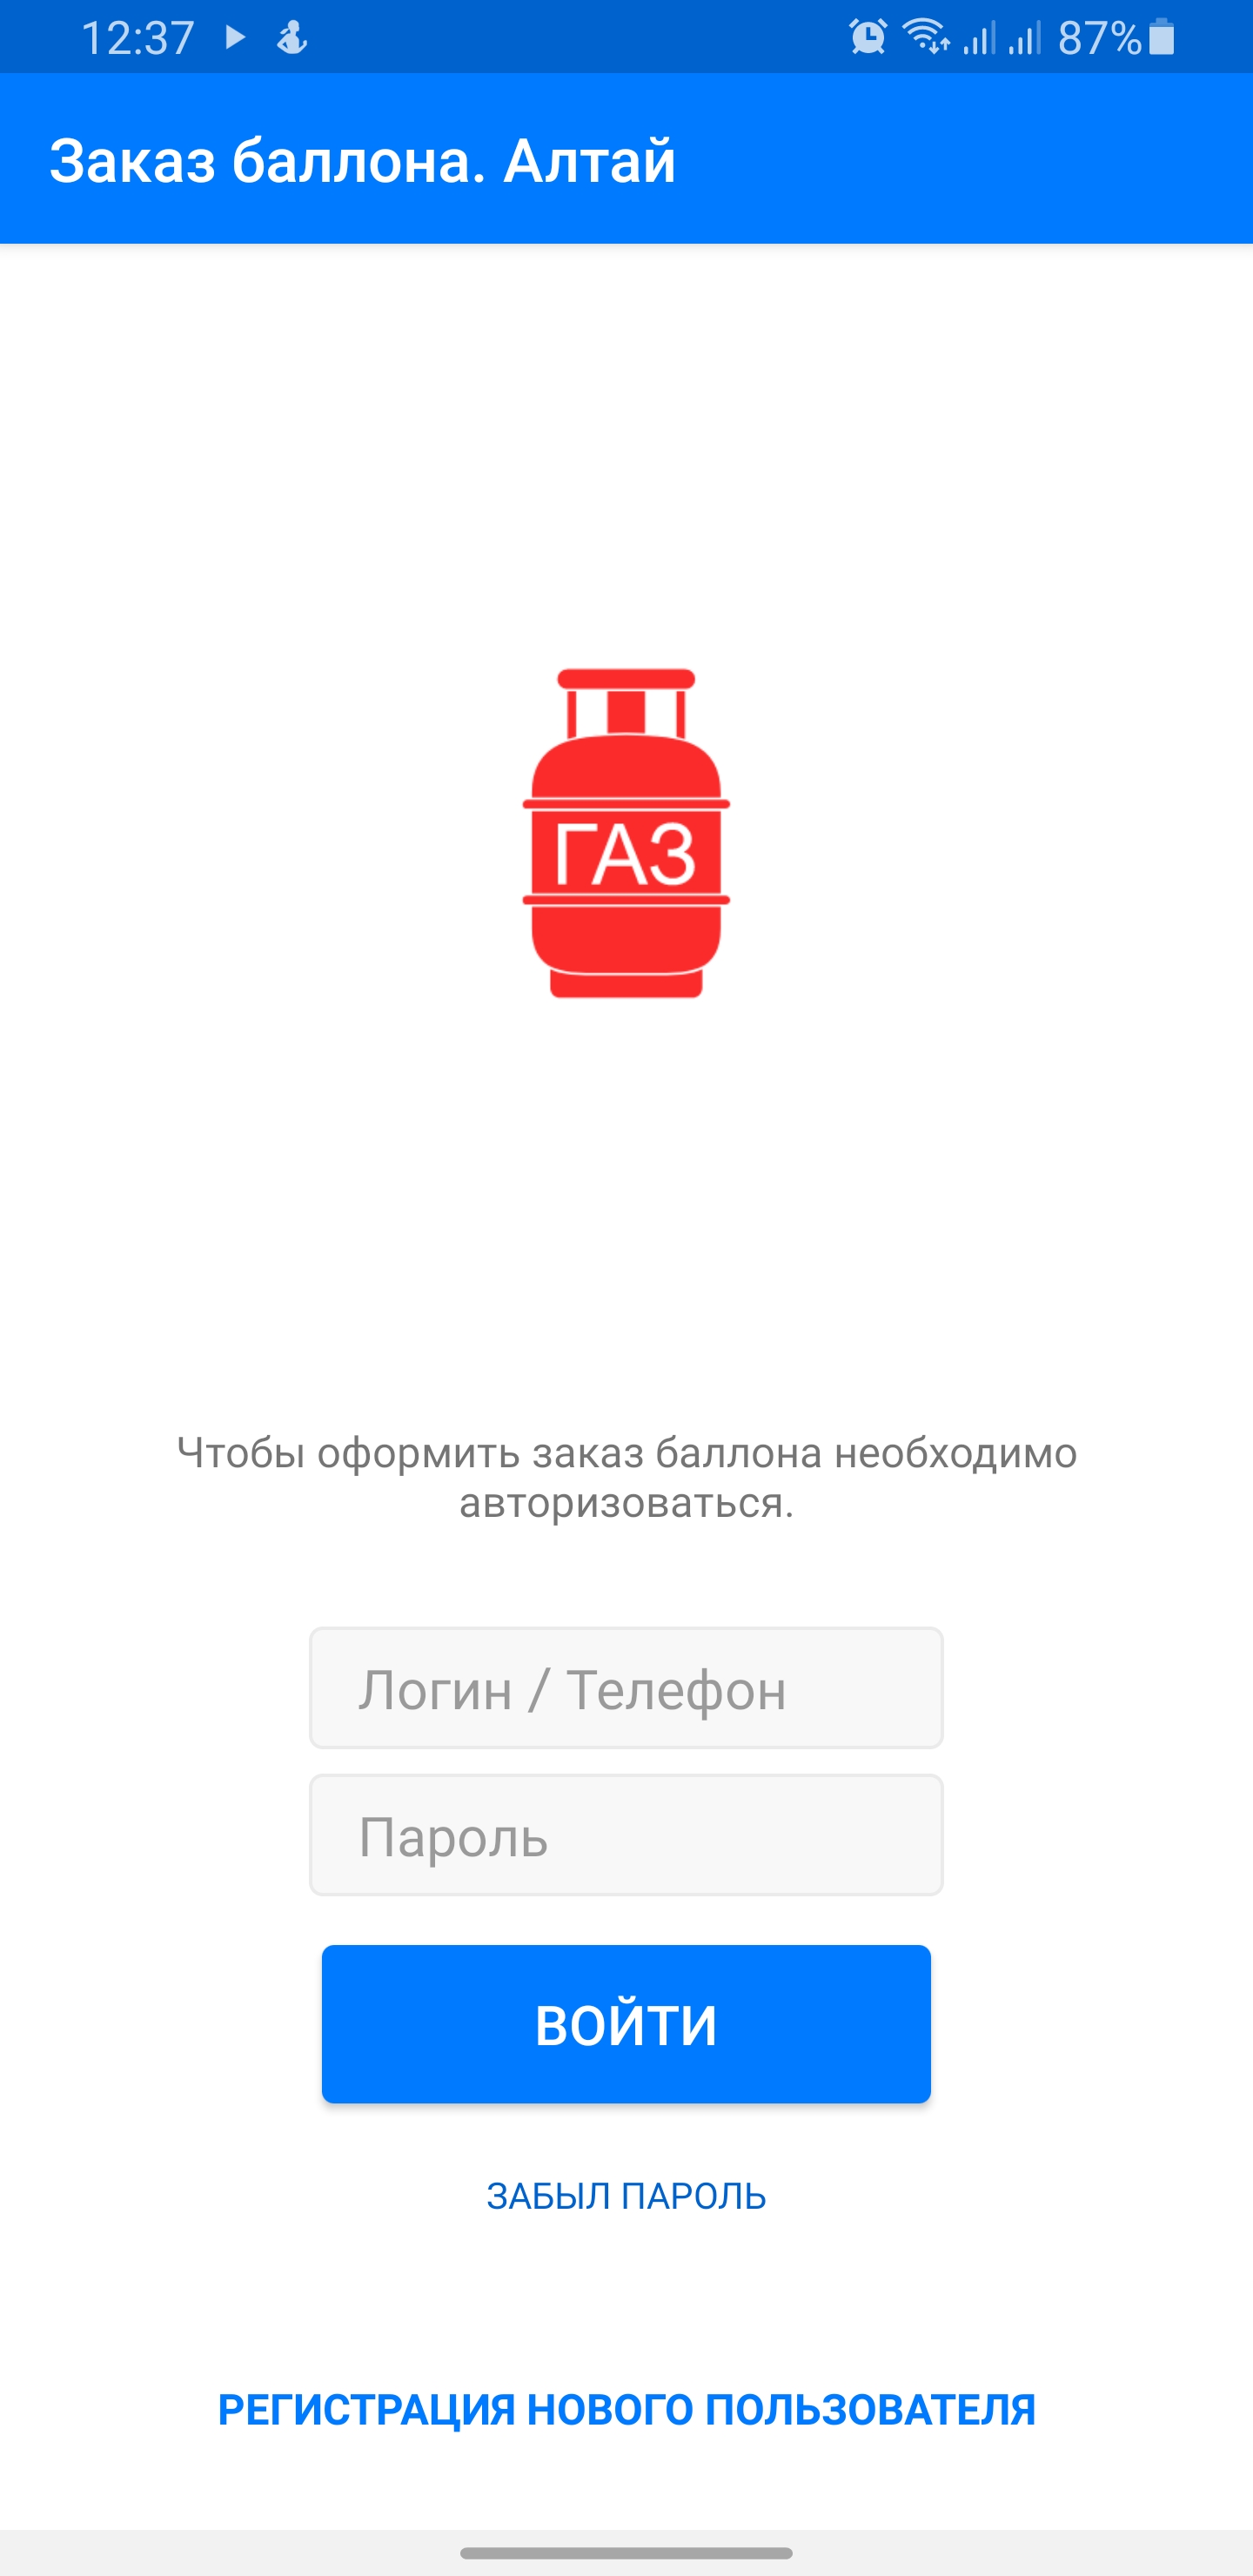 12:37 87%
Заказ баллона. Алтай
ГАЗ
Чтобы оформить заказ баллона необходимо
авторизоваться.
Логин / Телефон
Пароль
ВОЙТИ
ЗАБЫЛ ПАРОЛЬ
РЕГИСТРАЦИЯ НОВОГО ПОЛЬЗОВАТЕЛЯ